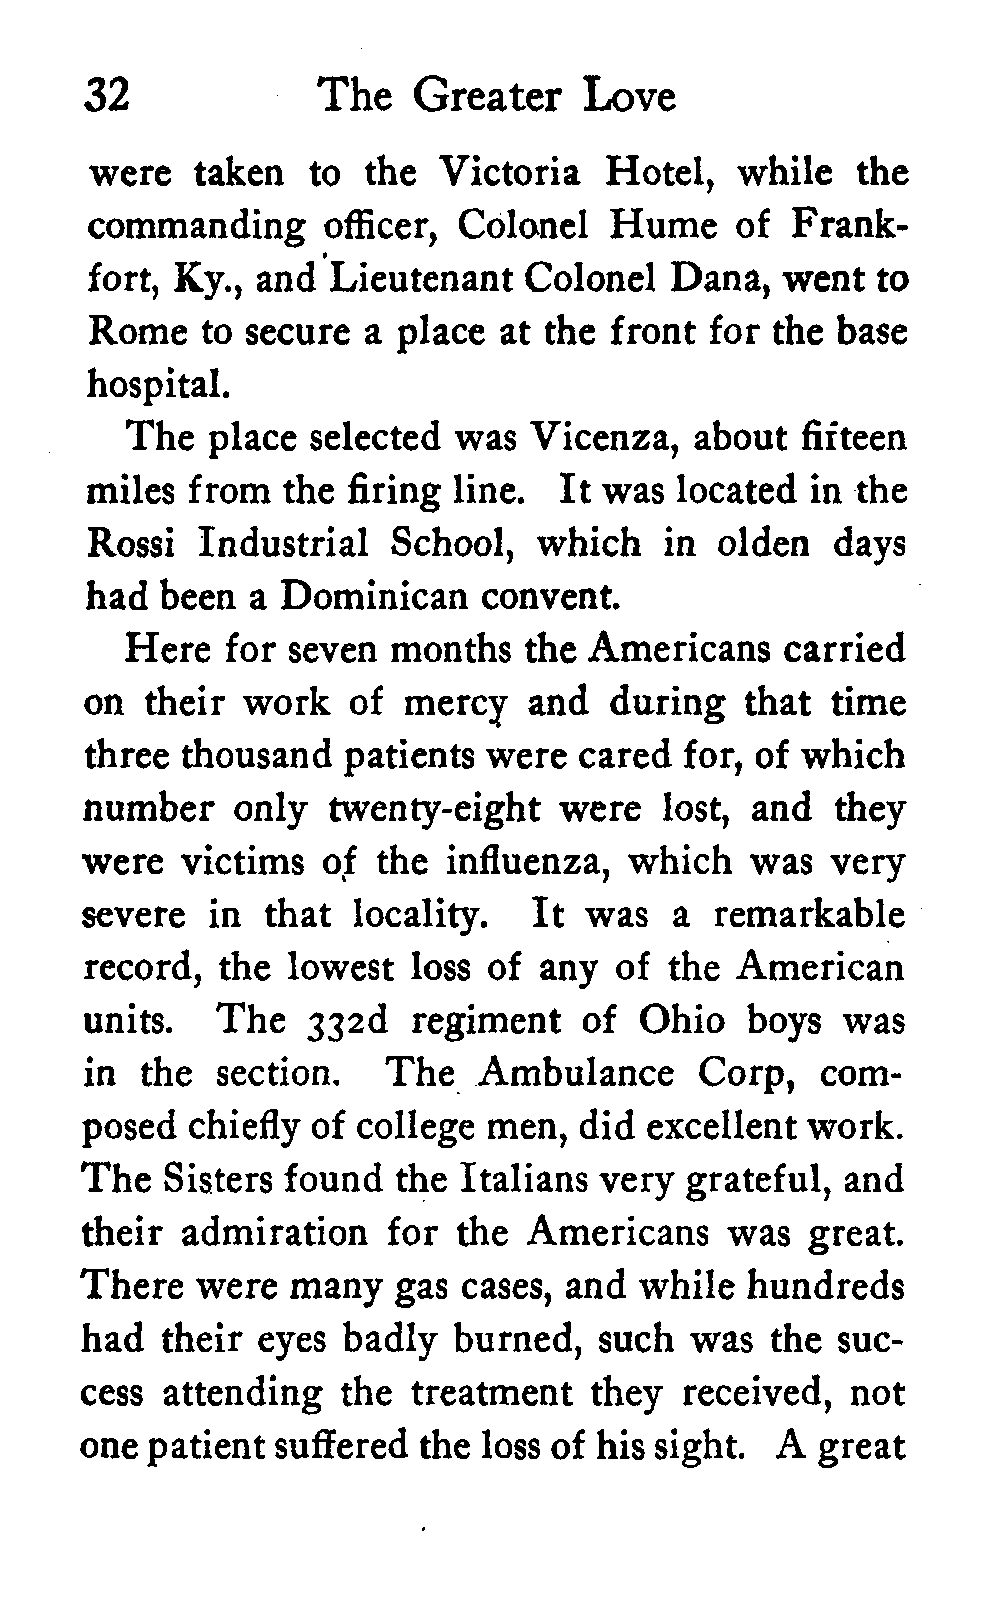 32 The Greater Love
were taken to the Victoria Hotel, while the
commanding officer, Colonel Hume of Frank-
fort, Ky., and Lieutenant Colonel Dana, went to
Rome to secure a place at the front for the base
hospital.
The place selected was Vicenza, about fifteen
miles from the firing line. It was located in the
Rossi Industrial School, which in olden days
had been a Dominican convent.
Here for seven months the Americans carried
on their work of mercy and during that time
three thousand patients were cared for, of which
number only twenty-eight were lost, and they
were victims of the influenza, which was very
severe in that locality. It was a remarkable
record, the lowest loss of any of the American
units. The 332d regiment of Ohio boys was
in the section. The Ambulance Corp, com-
posed chiefly of college men, did excellent work.
The Sisters found the Italians very grateful, and
their admiration for the Americans was great.
There were many gas cases, and while hundreds
had their eyes badly burned, such was the suc-
cess attending the treatment they received, not
one patient suffered the loss of his sight. A great